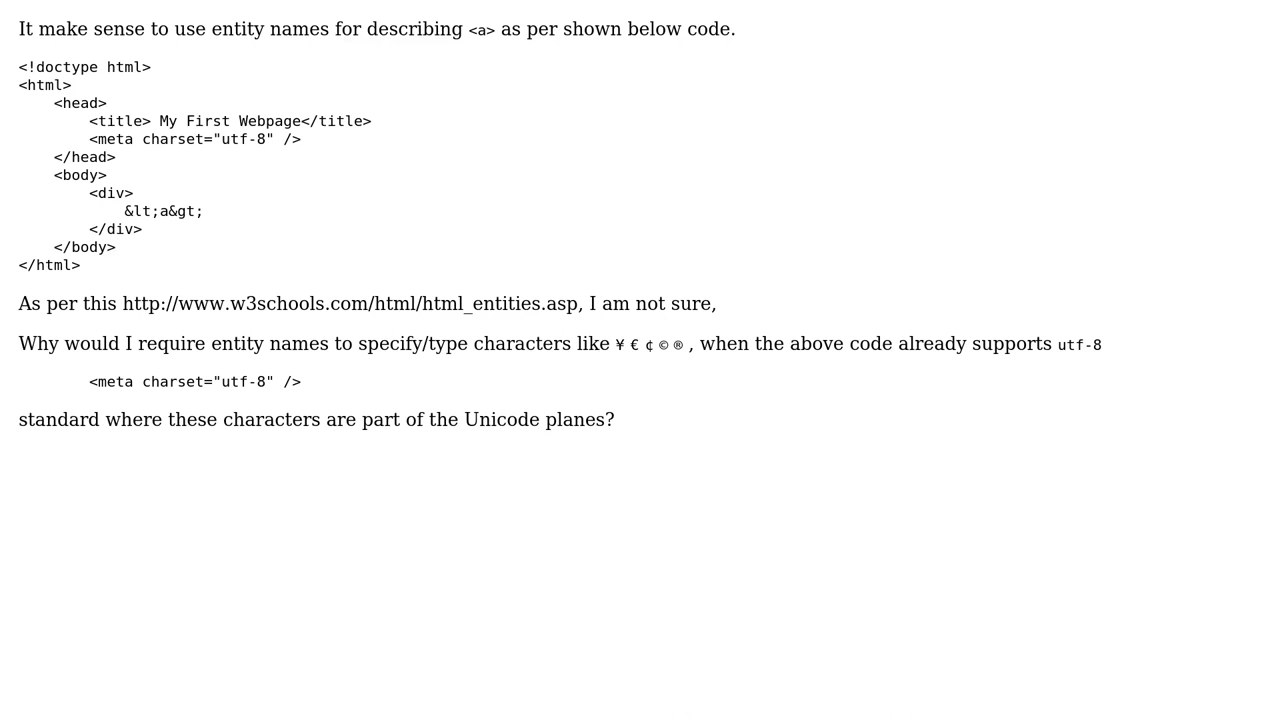 It make sense to use entity names for describing <a> as per shown below code.
<!doctype html>
<html>
    <head>
        <title> My First Webpage</title>
        <meta charset="utf-8" />
    </head>
    <body>
        <div>
            &lt;a&gt;
        </div>
    </body>
</html>
As per this http://www.w3schools.com/html/html_entities.asp, I am not sure,
Why would I require entity names to specify/type characters like ¥ € ¢ © ® , when the above code already supports utf-8
        <meta charset="utf-8" />
standard where these characters are part of the Unicode planes?